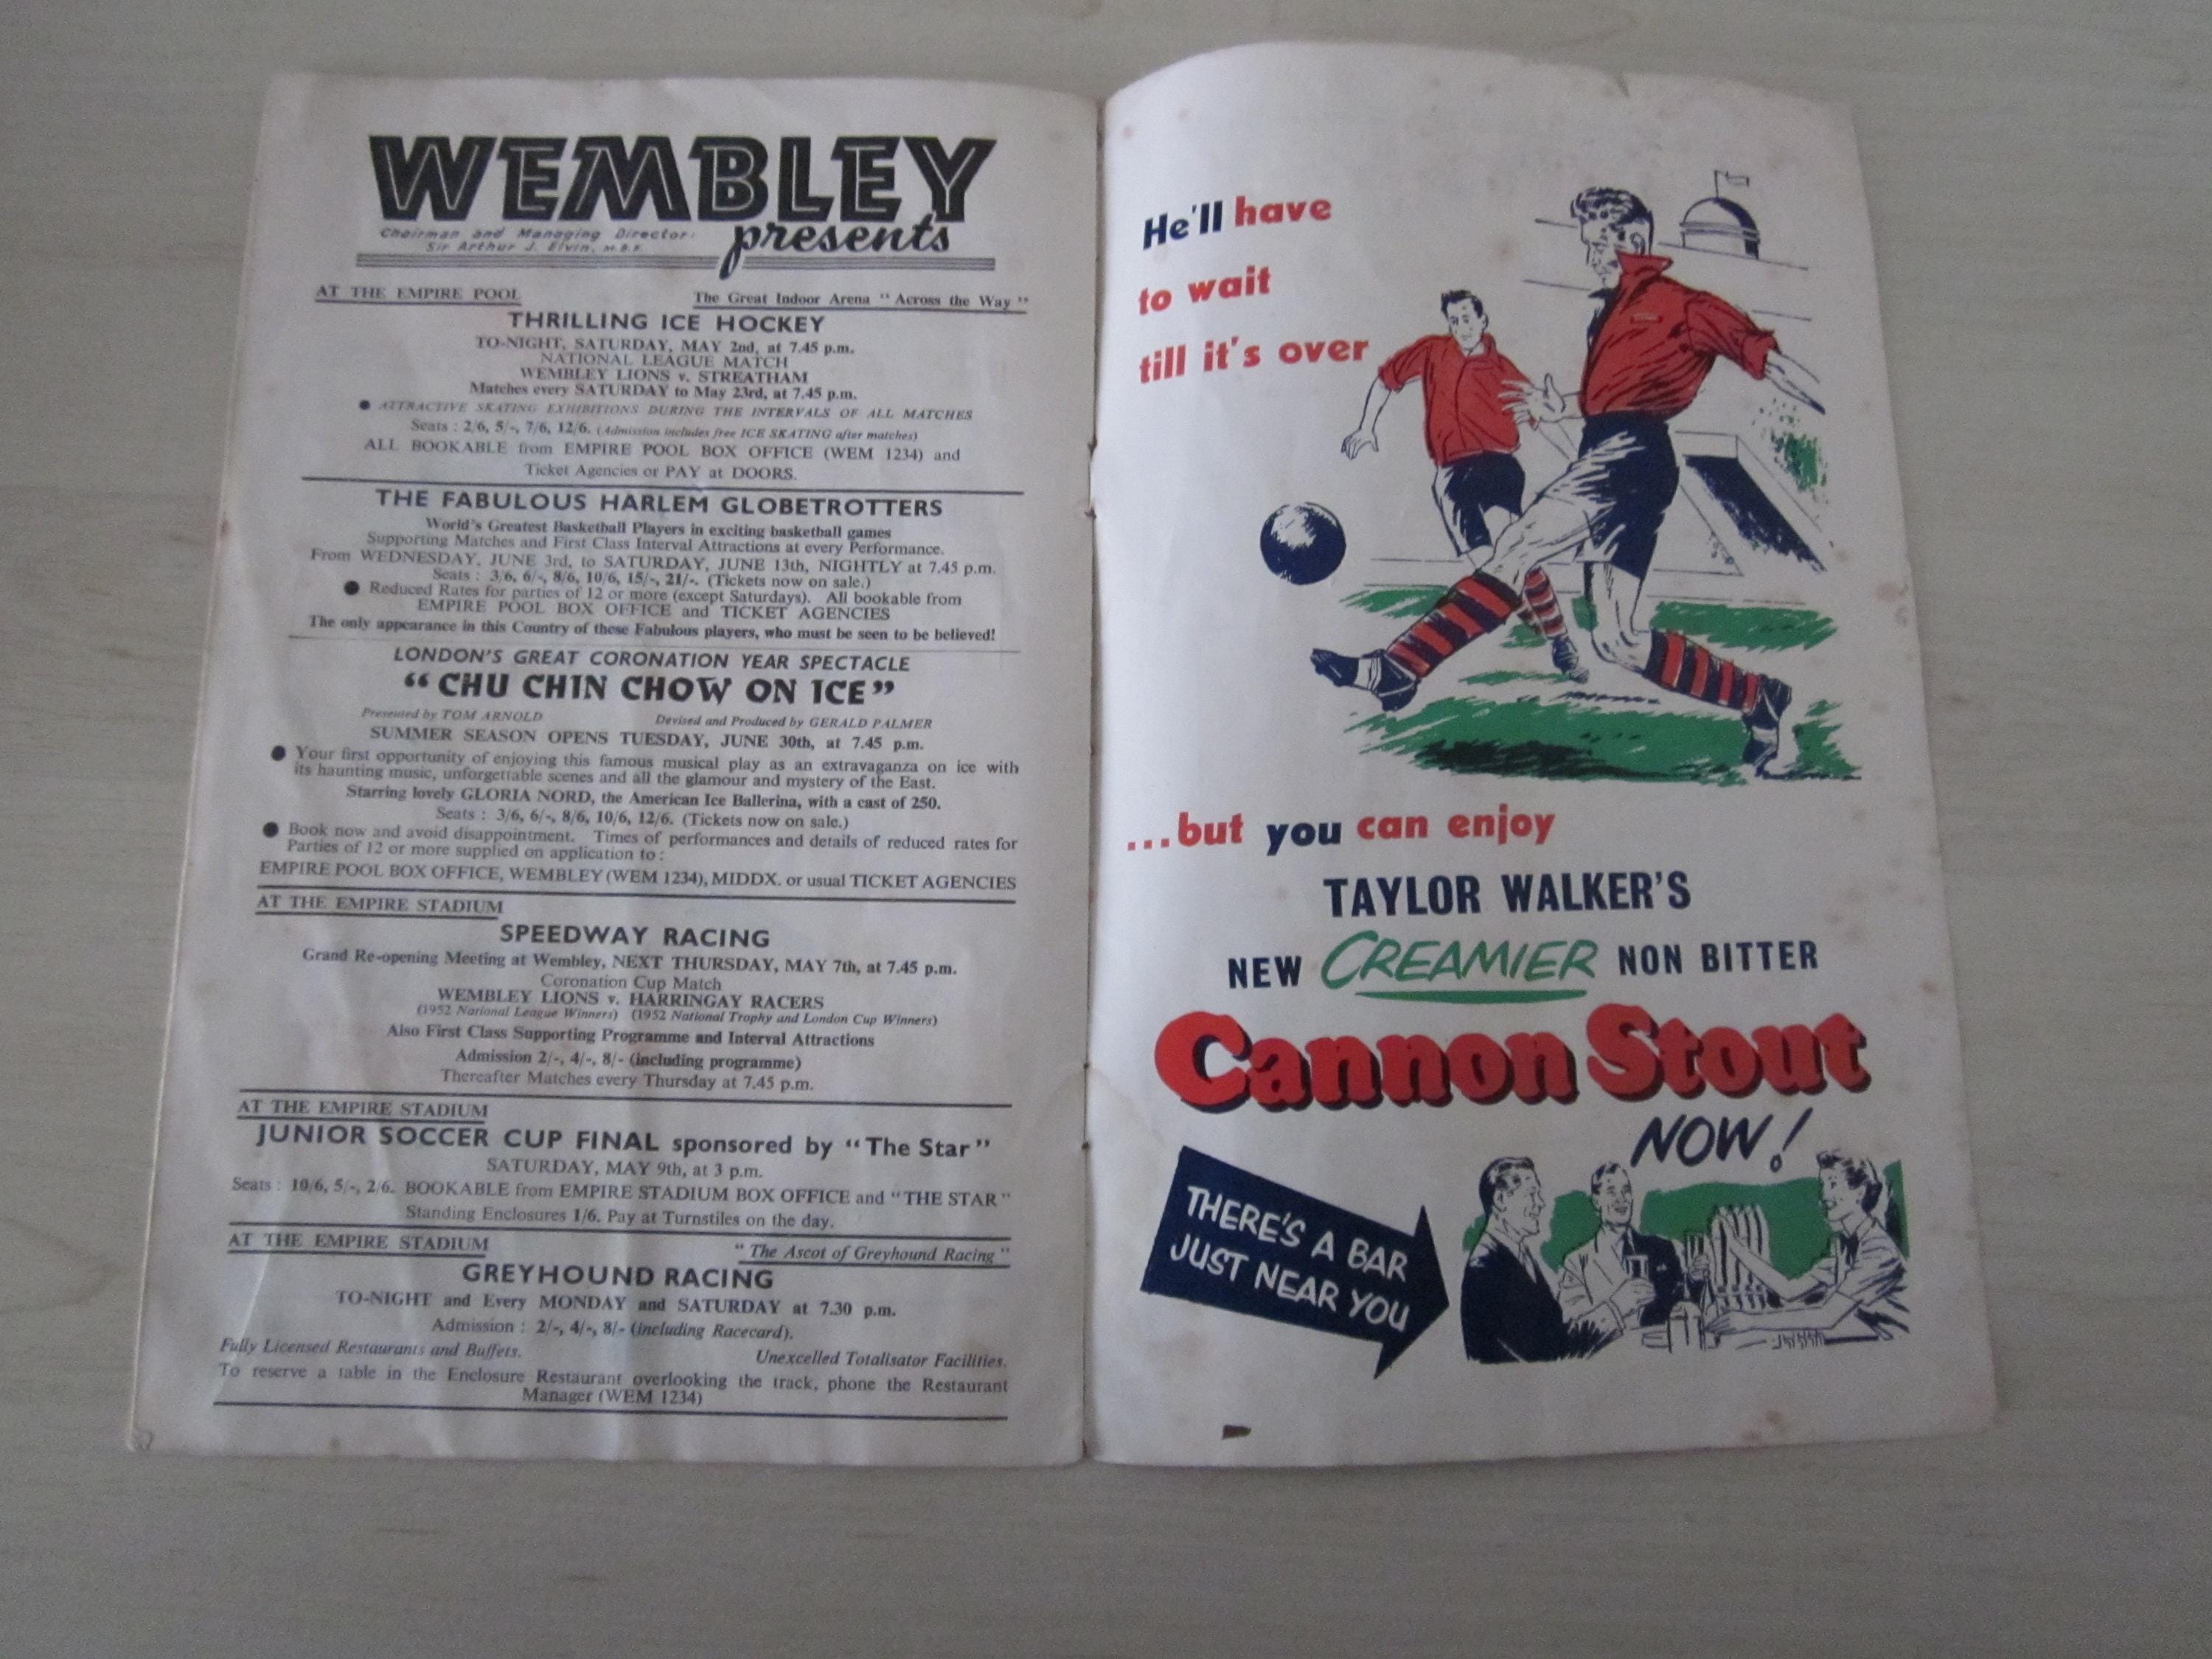 WEMBLEY
presents
Chairman and Managing Director:
Sir Arthur J. Elvin, M.B.E.
AT THE EMPIRE POOL
The Great Indoor Arena "Across the Way"
THRILLING ICE HOCKEY
TO-NIGHT, SATURDAY, MAY 2nd, at 7.45 p.m.
NATIONAL LEAGUE MATCH
WEMBLEY LIONS v. STREATHAM
Matches every SATURDAY to May 23rd, at 7.45 p.m.
● ATTRACTIVE SKATING EXHIBITIONS DURING THE INTERVALS OF ALL MATCHES
Seats : 2/6, 5/-, 7/6, 12/6. (Admission includes free ICE SKATING after matches)
ALL BOOKABLE from EMPIRE POOL BOX OFFICE (WEM 1234) and
Ticket Agencies or PAY at DOORS.
THE FABULOUS HARLEM GLOBETROTTERS
World's Greatest Basketball Players in exciting basketball games
Supporting Matches and First Class Interval Attractions at every Performance.
From WEDNESDAY, JUNE 3rd, to SATURDAY, JUNE 13th, NIGHTLY at 7.45 p.m.
Seats : 3/6, 6/-, 8/6, 10/6, 15/-, 21/-. (Tickets now on sale.)
● Reduced Rates for parties of 12 or more (except Saturdays). All bookable from
EMPIRE POOL BOX OFFICE and TICKET AGENCIES
The only appearance in this Country of these Fabulous players, who must be seen to be believed!
LONDON'S GREAT CORONATION YEAR SPECTACLE
"CHU CHIN CHOW ON ICE"
Presented by TOM ARNOLD
Devised and Produced by GERALD PALMER
SUMMER SEASON OPENS TUESDAY, JUNE 30th, at 7.45 p.m.
● Your first opportunity of enjoying this famous musical play as an extravaganza on ice with
its haunting music, unforgettable scenes and all the glamour and mystery of the East.
Starring lovely GLORIA NORD, the American Ice Ballerina, with a cast of 250.
Seats : 3/6, 6/-, 8/6, 10/6, 12/6. (Tickets now on sale.)
● Book now and avoid disappointment. Times of performances and details of reduced rates for
Parties of 12 or more supplied on application to :
EMPIRE POOL BOX OFFICE, WEMBLEY (WEM 1234), MIDDX. or usual TICKET AGENCIES
AT THE EMPIRE STADIUM
SPEEDWAY RACING
Grand Re-opening Meeting at Wembley, NEXT THURSDAY, MAY 7th, at 7.45 p.m.
Coronation Cup Match
WEMBLEY LIONS v. HARRINGAY RACERS
(1952 National League Winners) (1952 National Trophy and London Cup Winners)
Also First Class Supporting Programme and Interval Attractions
Admission 2/-, 4/-, 8/- (including programme)
Thereafter Matches every Thursday at 7.45 p.m.
AT THE EMPIRE STADIUM
JUNIOR SOCCER CUP FINAL sponsored by "The Star"
SATURDAY, MAY 9th, at 3 p.m.
Seats : 10/6, 5/-, 2/6. BOOKABLE from EMPIRE STADIUM BOX OFFICE and "THE STAR"
Standing Enclosures 1/6. Pay at Turnstiles on the day.
AT THE EMPIRE STADIUM
"The Ascot of Greyhound Racing"
GREYHOUND RACING
TO-NIGHT and Every MONDAY and SATURDAY at 7.30 p.m.
Admission : 2/-, 4/-, 8/- (including Racecard).
Fully Licensed Restaurants and Buffets.
Unexcelled Totalisator Facilities.
To reserve a table in the Enclosure Restaurant overlooking the track, phone the Restaurant
Manager (WEM 1234)
He'll have
to wait
till it's over
...but you can enjoy
TAYLOR WALKER'S
NEW CREAMIER NON BITTER
Cannon Stout
NOW!
THERE'S A BAR
JUST NEAR YOU